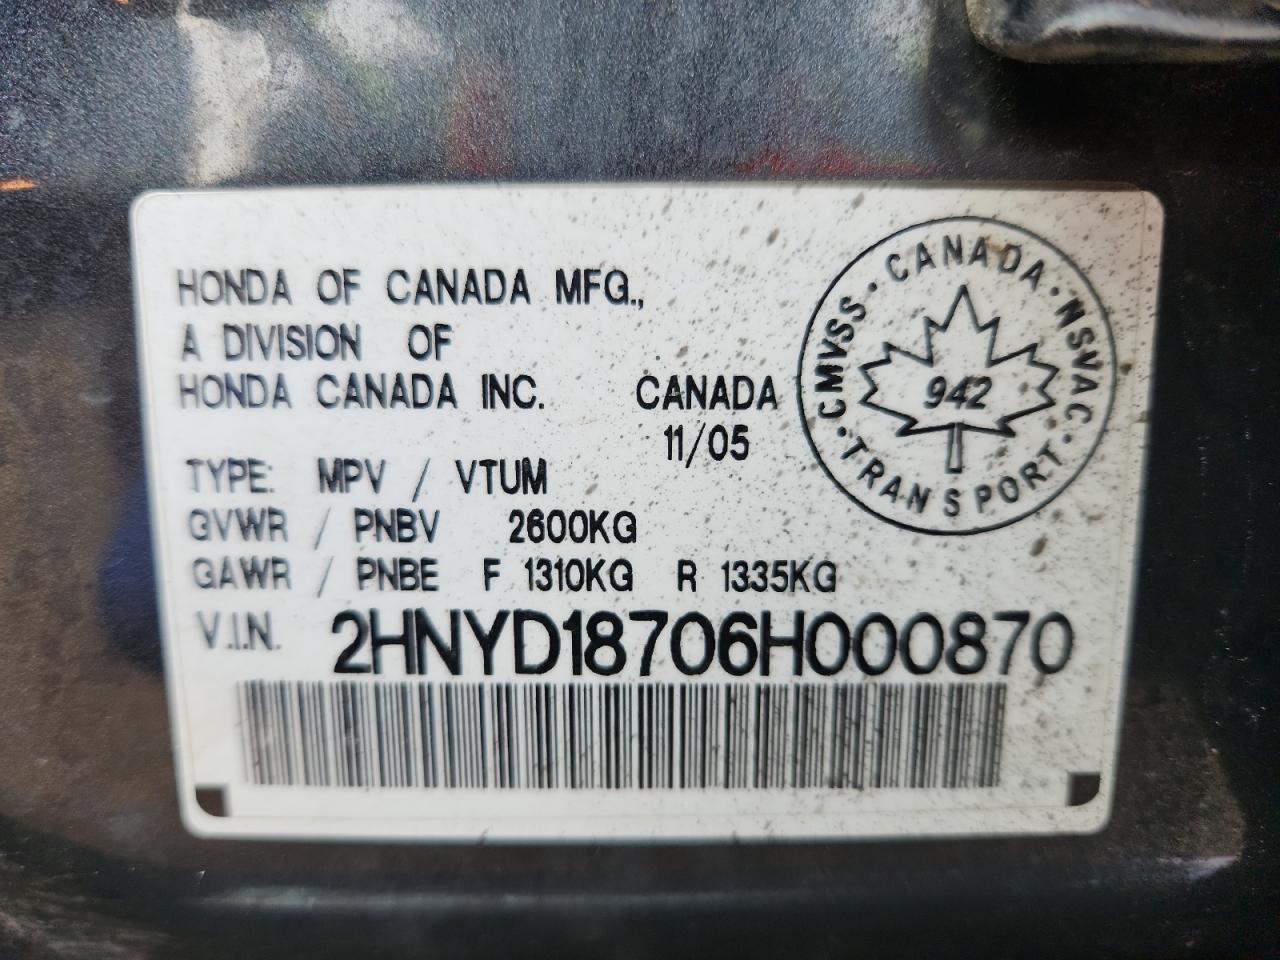 HONDA OF CANADA MFG.,
A DIVISION OF
HONDA CANADA INC. CANADA
11/05
TYPE: MPV / VTUM
GVWR / PNBV 2600KG
GAWR / PNBE F 1310KG R 1335KG
V.I.N. 2HNYD18706H000870
CMVSS · CANADA · NSVAC · TRANSPORT ·
942